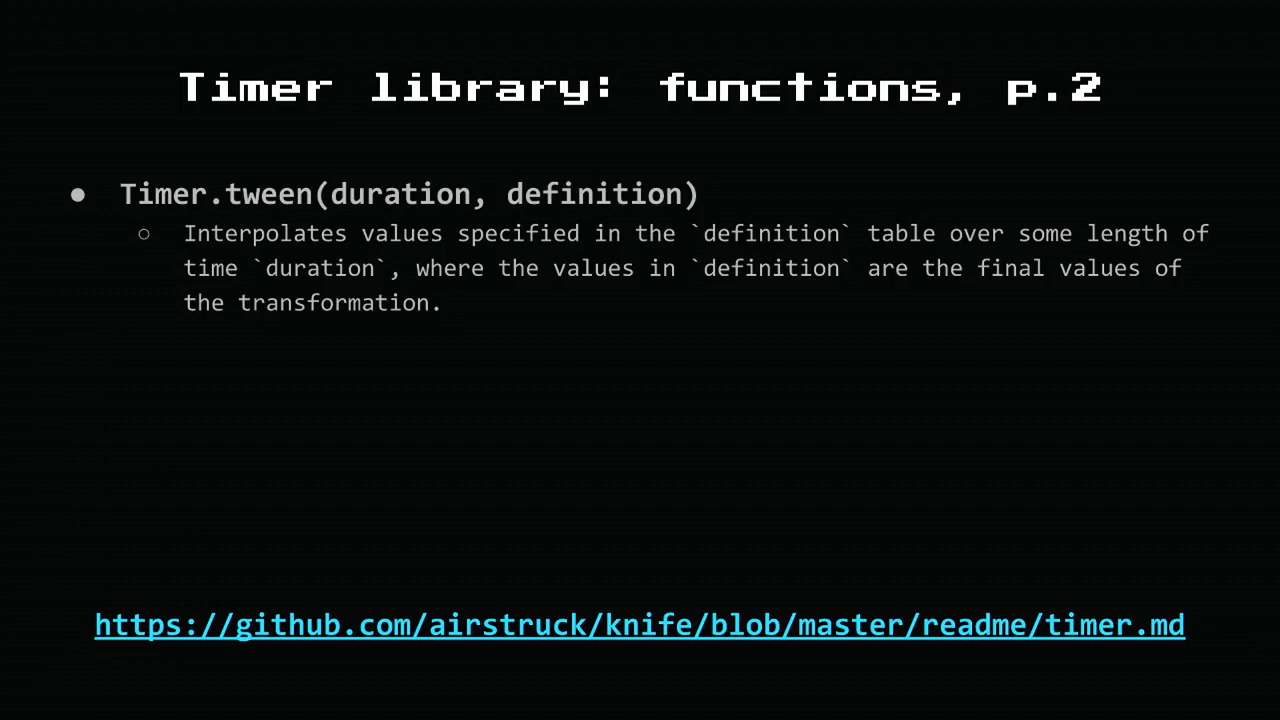 Timer library: functions, p.2
● Timer.tween(duration, definition)
○ Interpolates values specified in the `definition` table over some length of
time `duration`, where the values in `definition` are the final values of
the transformation.
https://github.com/airstruck/knife/blob/master/readme/timer.md